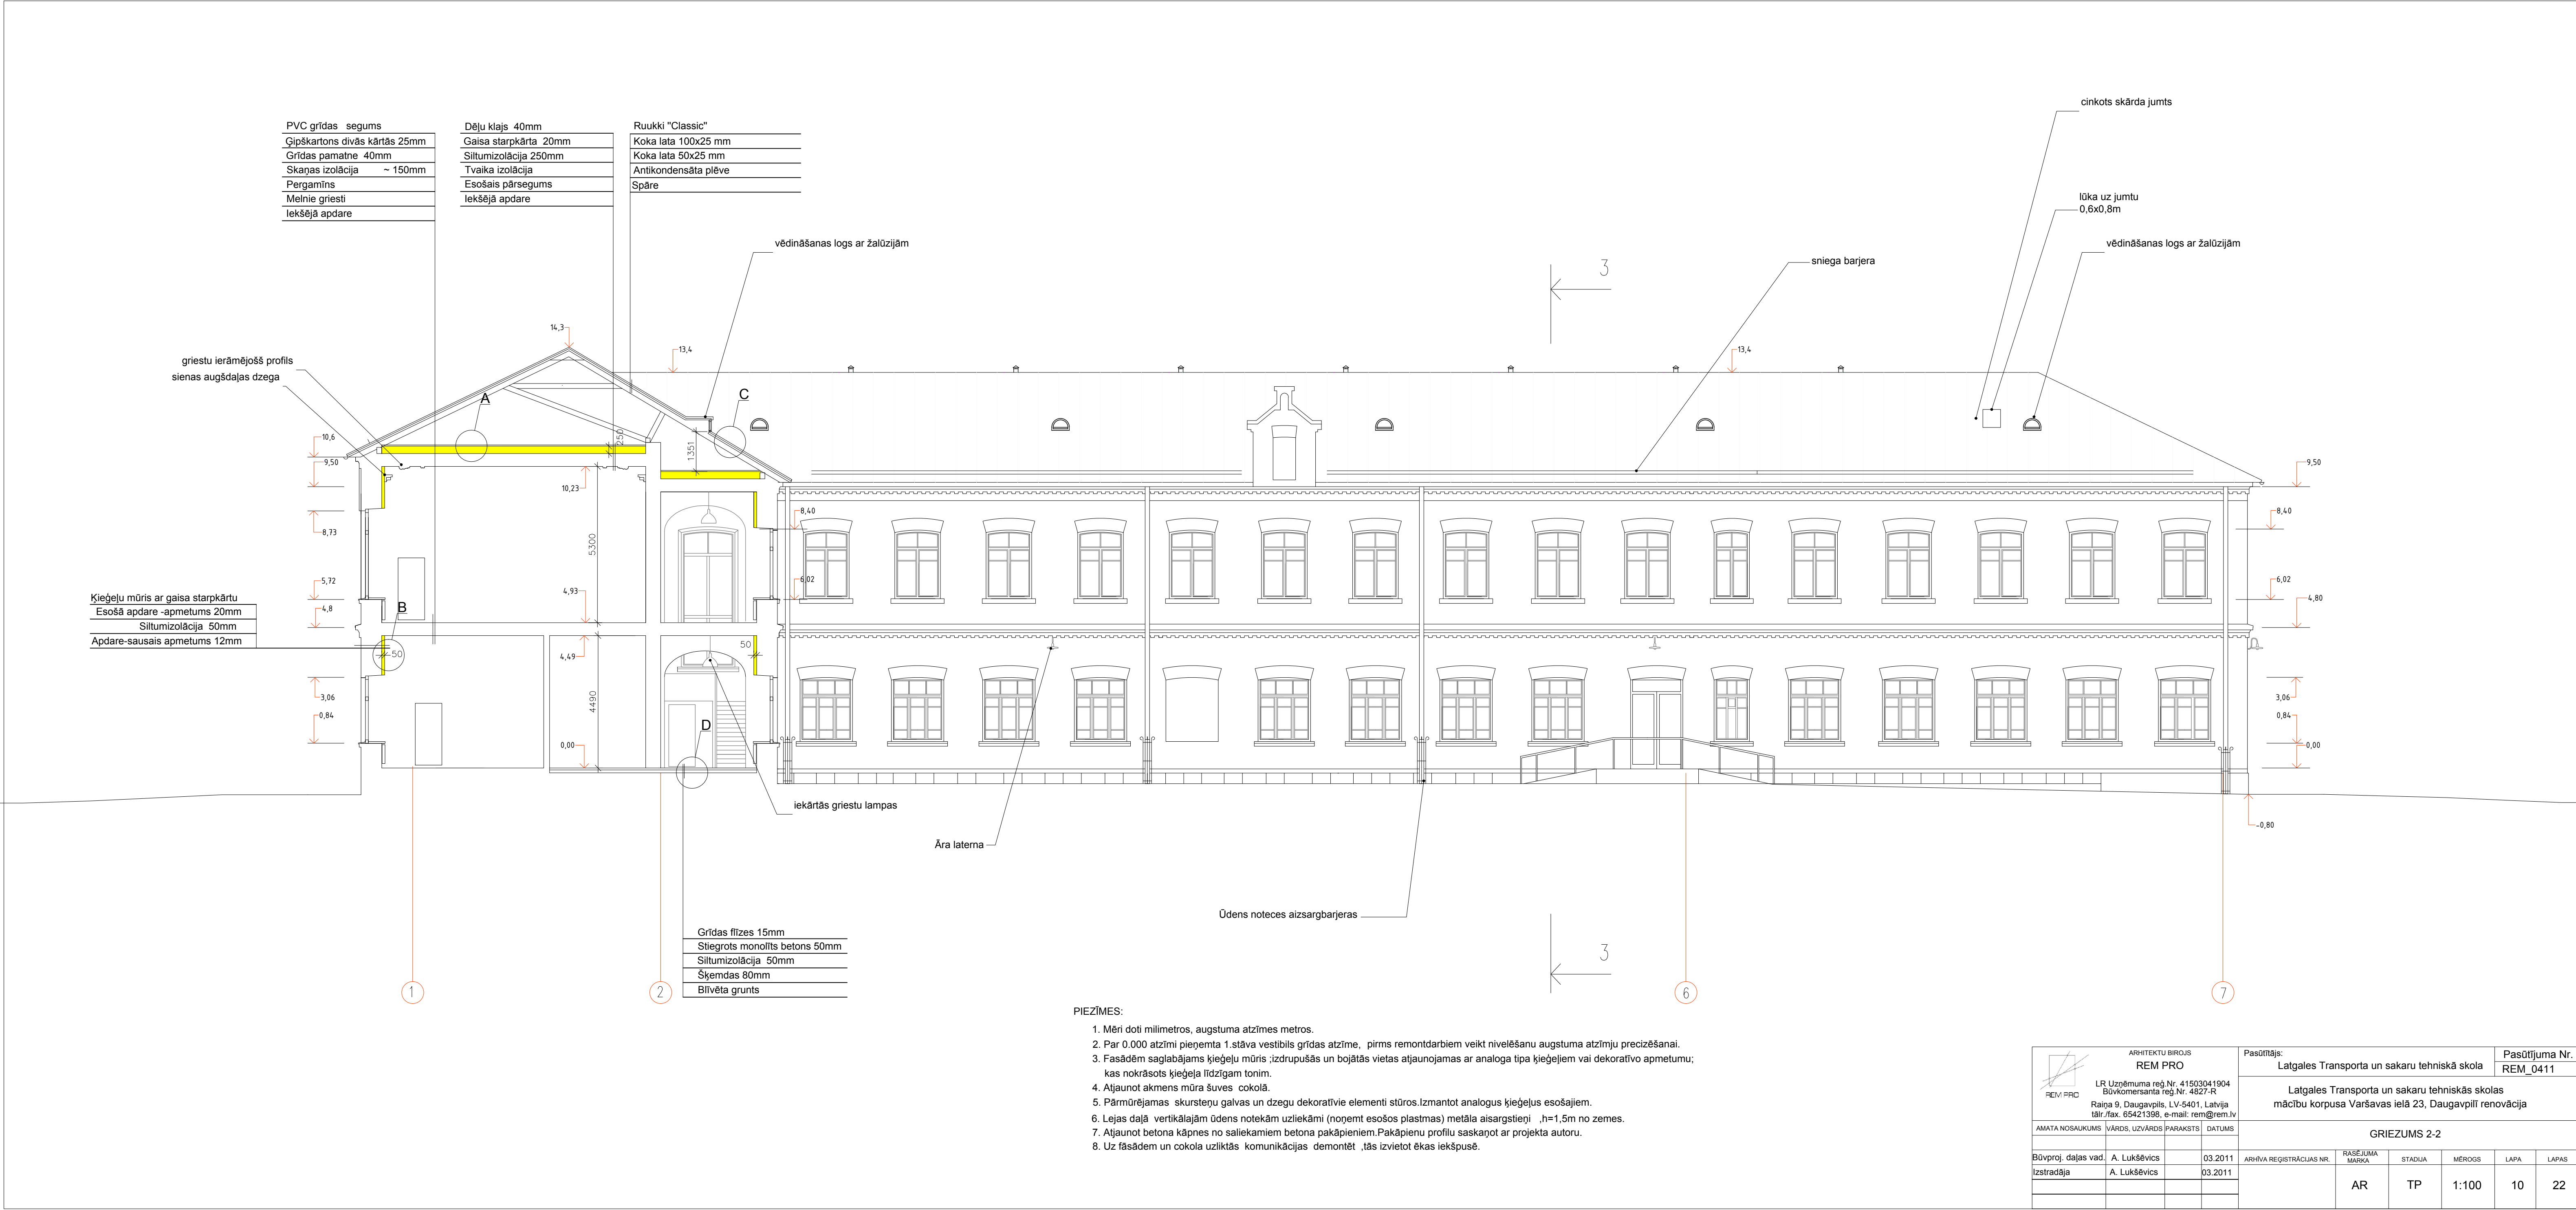 cinkots skārda jumts
PVC grīdas segums
Ģipškartons divās kārtās 25mm
Grīdas pamatne 40mm
Skaņas izolācija ~ 150mm
Pergamīns
Melnie griesti
Iekšējā apdare
Dēļu klajs 40mm
Gaisa starpkārta 20mm
Siltumizolācija 250mm
Tvaika izolācija
Esošais pārsegums
Iekšējā apdare
Ruukki "Classic"
Koka lata 100x25 mm
Koka lata 50x25 mm
Antikondensāta plēve
Spāre
lūka uz jumtu
0,6x0,8m
vēdināšanas logs ar žalūzijām
vēdināšanas logs ar žalūzijām
sniega barjera
3
14,3
13,4
13,4
griestu ierāmējošš profils
sienas augšdaļas dzega
A
C
10,6
250
1351
9,50
9,50
10,23
8,40
8,40
8,73
5300
5,72
6,02
6,02
4,93
4,8
4,80
Ķieģeļu mūris ar gaisa starpkārtu
Esošā apdare -apmetums 20mm
Siltumizolācija 50mm
Apdare-sausais apmetums 12mm
B
50
50
4,49
3,06
3,06
0,84
0,84
4490
D
0,00
0,00
iekārtās griestu lampas
-0,80
Āra laterna
Ūdens noteces aizsargbarjeras
Grīdas flīzes 15mm
Stiegrots monolīts betons 50mm
Siltumizolācija 50mm
Šķemdas 80mm
Blīvēta grunts
3
1
2
6
7
PIEZĪMES:
1. Mēri doti milimetros, augstuma atzīmes metros.
2. Par 0.000 atzīmi pieņemta 1.stāva vestibils grīdas atzīme, pirms remontdarbiem veikt nivelēšanu augstuma atzīmju precizēšanai.
3. Fasādēm saglabājams ķieģeļu mūris ;izdrupušās un bojātās vietas atjaunojamas ar analoga tipa ķieģeļiem vai dekoratīvo apmetumu;
kas nokrāsots ķieģeļa līdzīgam tonim.
4. Atjaunot akmens mūra šuves cokolā.
5. Pārmūrējamas skursteņu galvas un dzegu dekoratīvie elementi stūros.Izmantot analogus ķieģeļus esošajiem.
6. Lejas daļā vertikālajām ūdens notekām uzliekāmi (noņemt esošos plastmas) metāla aisargstieņi ,h=1,5m no zemes.
7. Atjaunot betona kāpnes no saliekamiem betona pakāpieniem.Pakāpienu profilu saskaņot ar projekta autoru.
8. Uz fāsādem un cokola uzliktās komunikācijas demontēt ,tās izvietot ēkas iekšpusē.
REM PRO
ARHITEKTU BIROJS
REM PRO
LR Uzņēmuma reģ.Nr. 41503041904
Būvkomersanta reģ.Nr. 4827-R
Raiņa 9, Daugavpils, LV-5401, Latvija
tālr./fax. 65421398, e-mail: rem@rem.lv
Pasūtītājs:
Latgales Transporta un sakaru tehniskā skola
Pasūtījuma Nr.
REM_0411
Latgales Transporta un sakaru tehniskās skolas
mācību korpusa Varšavas ielā 23, Daugavpilī renovācija
AMATA NOSAUKUMS VĀRDS, UZVĀRDS PARAKSTS DATUMS
GRIEZUMS 2-2
Būvproj. daļas vad. A. Lukšēvics 03.2011
Izstradāja A. Lukšēvics 03.2011
ARHĪVA REĢISTRĀCIJAS NR. RASĒJUMA MARKA STADIJA MĒROGS LAPA LAPAS
AR TP 1:100 10 22